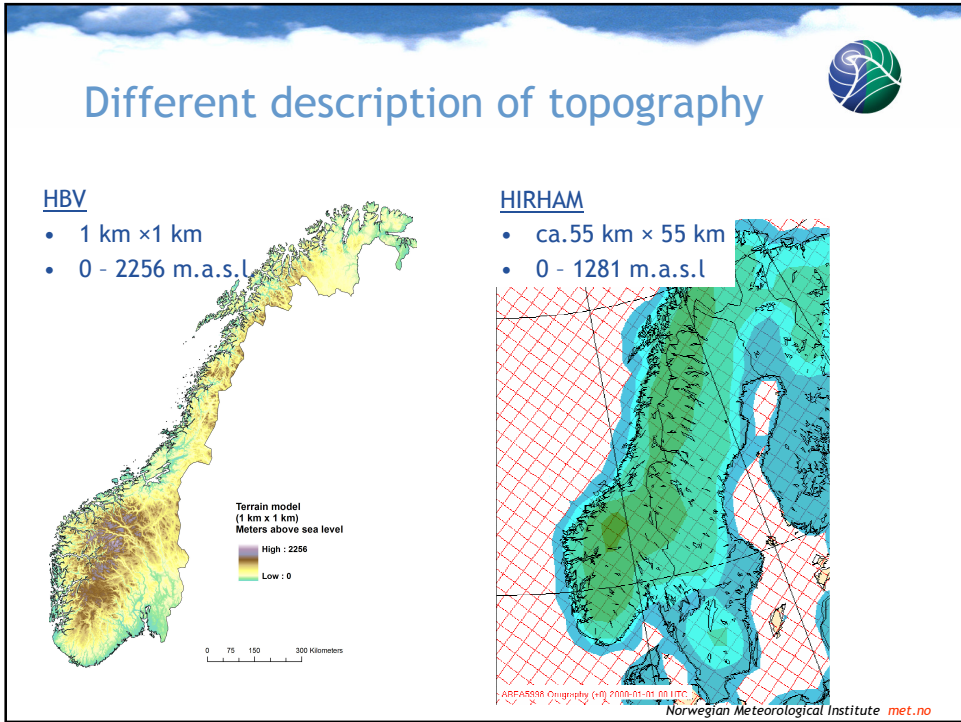 Different description of topography
HBV
• 1 km ×1 km
• 0 – 2256 m.a.s.l
Terrain model
(1 km x 1 km)
Meters above sea level
High : 2256
Low : 0
0 75 150 300 Kilometers
HIRHAM
• ca.55 km × 55 km
• 0 – 1281 m.a.s.l
Orography (+0) 2000-01-01 00 UTC
Norwegian Meteorological Institute met.no